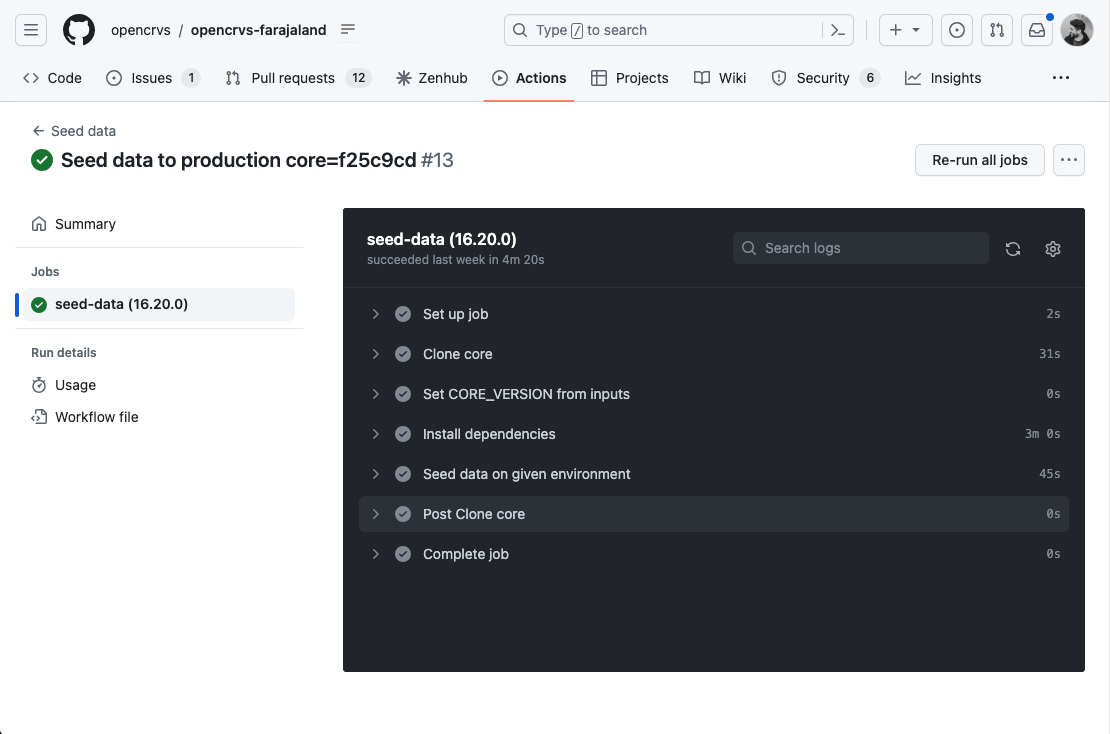 opencrvs / opencrvs-farajaland
Type / to search
Code
Issues 1
Pull requests 12
Zenhub
Actions
Projects
Wiki
Security 6
Insights
Seed data
Seed data to production core=f25c9cd #13
Re-run all jobs
Summary
Jobs
seed-data (16.20.0)
Run details
Usage
Workflow file
seed-data (16.20.0)
succeeded last week in 4m 20s
Search logs
Set up job 2s
Clone core 31s
Set CORE_VERSION from inputs 0s
Install dependencies 3m 0s
Seed data on given environment 45s
Post Clone core 0s
Complete job 0s